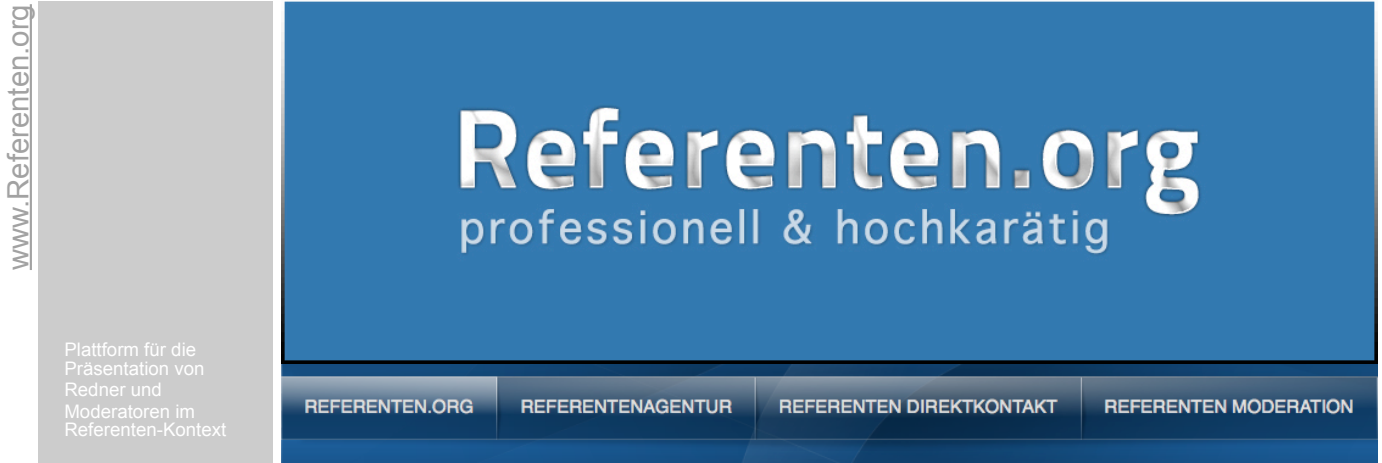 www.Referenten.org
Plattform für die
Präsentation von
Redner und
Moderatoren im
Referenten-Kontext
Referenten.org
professionell & hochkarätig
REFERENTEN.ORG
REFERENTENAGENTUR
REFERENTEN DIREKTKONTAKT
REFERENTEN MODERATION